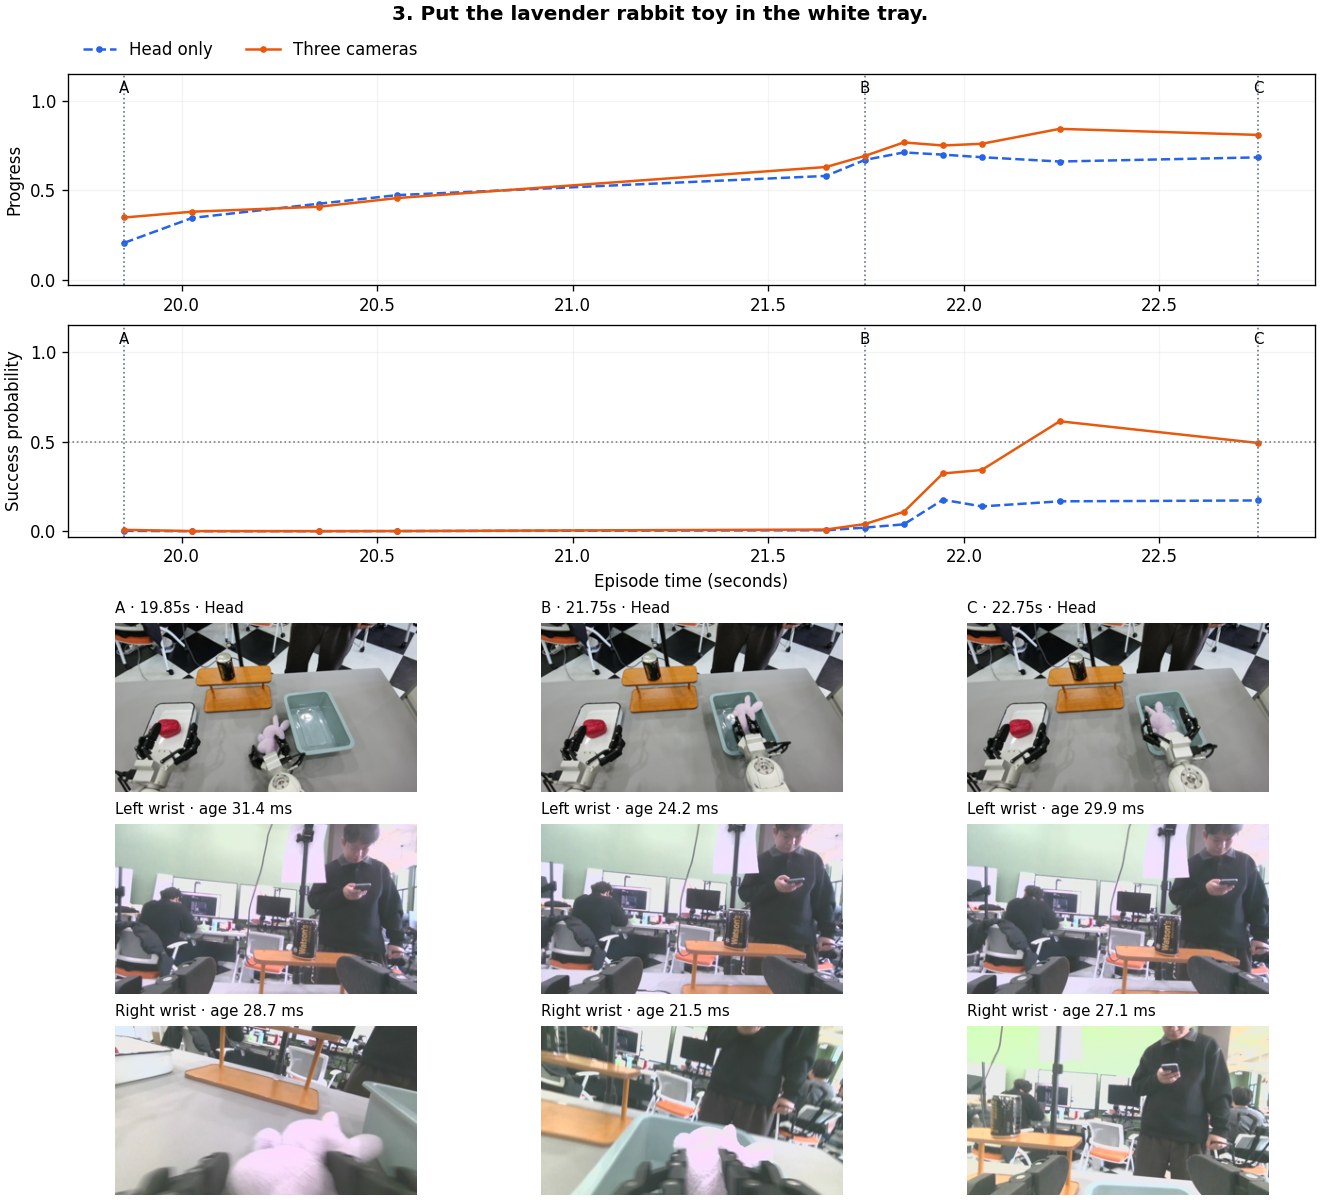 3. Put the lavender rabbit toy in the white tray.
Head only
Three cameras
A
B
C
1.0
0.5
0.0
Progress
20.0
20.5
21.0
21.5
22.0
22.5
A
B
C
1.0
0.5
0.0
Success probability
20.0
20.5
21.0
21.5
22.0
22.5
Episode time (seconds)
A · 19.85s · Head
B · 21.75s · Head
C · 22.75s · Head
Left wrist · age 31.4 ms
Left wrist · age 24.2 ms
Left wrist · age 29.9 ms
Watson's
Watson's
Watson's
Right wrist · age 28.7 ms
Right wrist · age 21.5 ms
Right wrist · age 27.1 ms